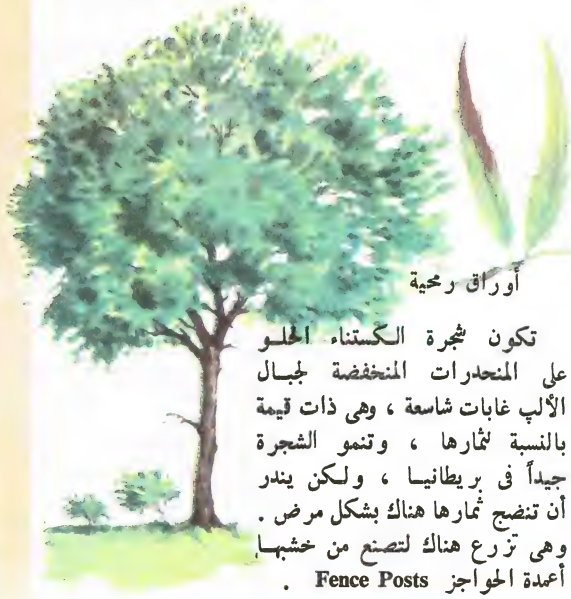 أوراق رمحية
تكون شجرة الكستناء الحلو
على المنحدرات المنخفضة لجبال
الألپ غابات شاسعة ، وهى ذات قيمة
بالنسبة لثمارها ، وتنمو الشجرة
جيداً فى بريطانيا ، ولكن يندر
أن تنضج ثمارها هناك بشكل مرض .
وهى تزرع هناك لتصنع من خشبها
أعمدة الحواجز Fence Posts .